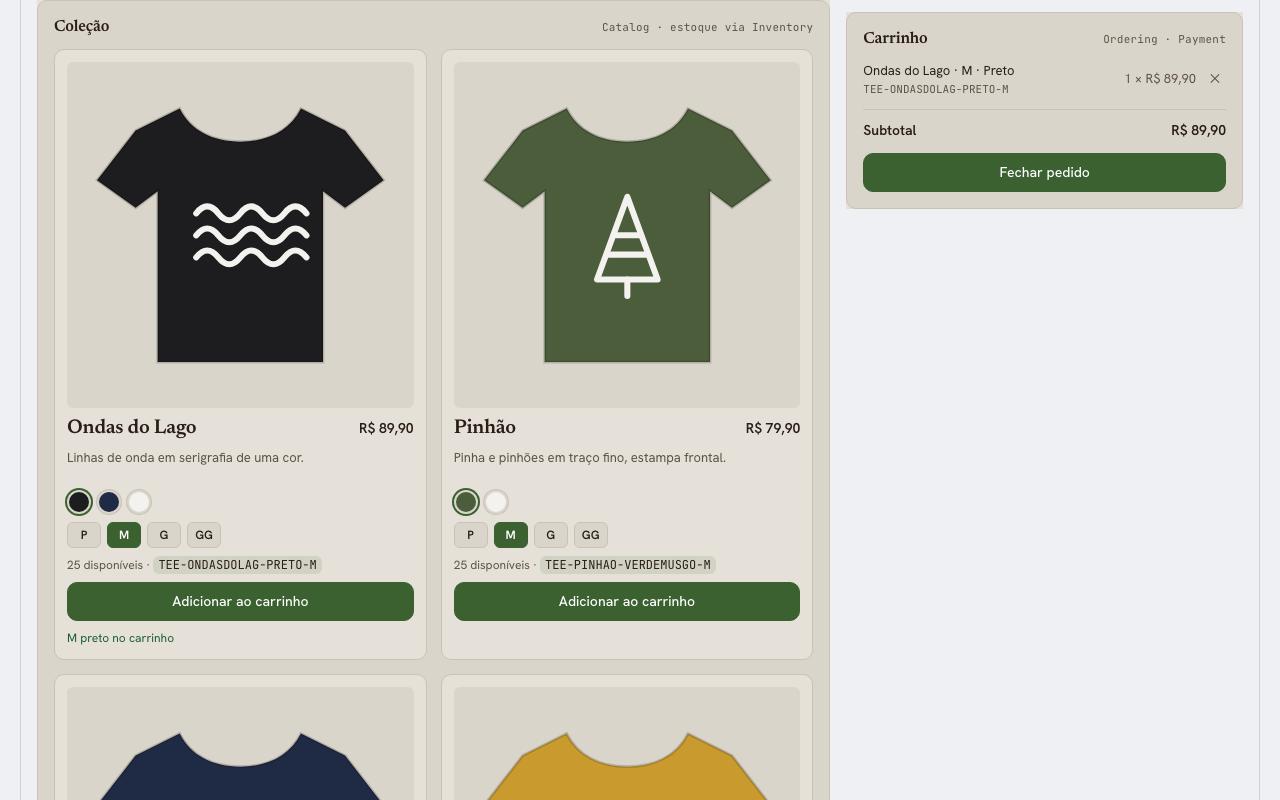 Coleção
Catalog · estoque via Inventory
Ondas do Lago
R$ 89,90
Linhas de onda em serigrafia de uma cor.
P M G GG
25 disponíveis · TEE-ONDASDOLAG-PRETO-M
Adicionar ao carrinho
M preto no carrinho
Pinhão
R$ 79,90
Pinha e pinhões em traço fino, estampa frontal.
P M G GG
25 disponíveis · TEE-PINHAO-VERDEMUSGO-M
Adicionar ao carrinho
Carrinho
Ordering · Payment
Ondas do Lago · M · Preto
TEE-ONDASDOLAG-PRETO-M
1 × R$ 89,90 ×
Subtotal
R$ 89,90
Fechar pedido